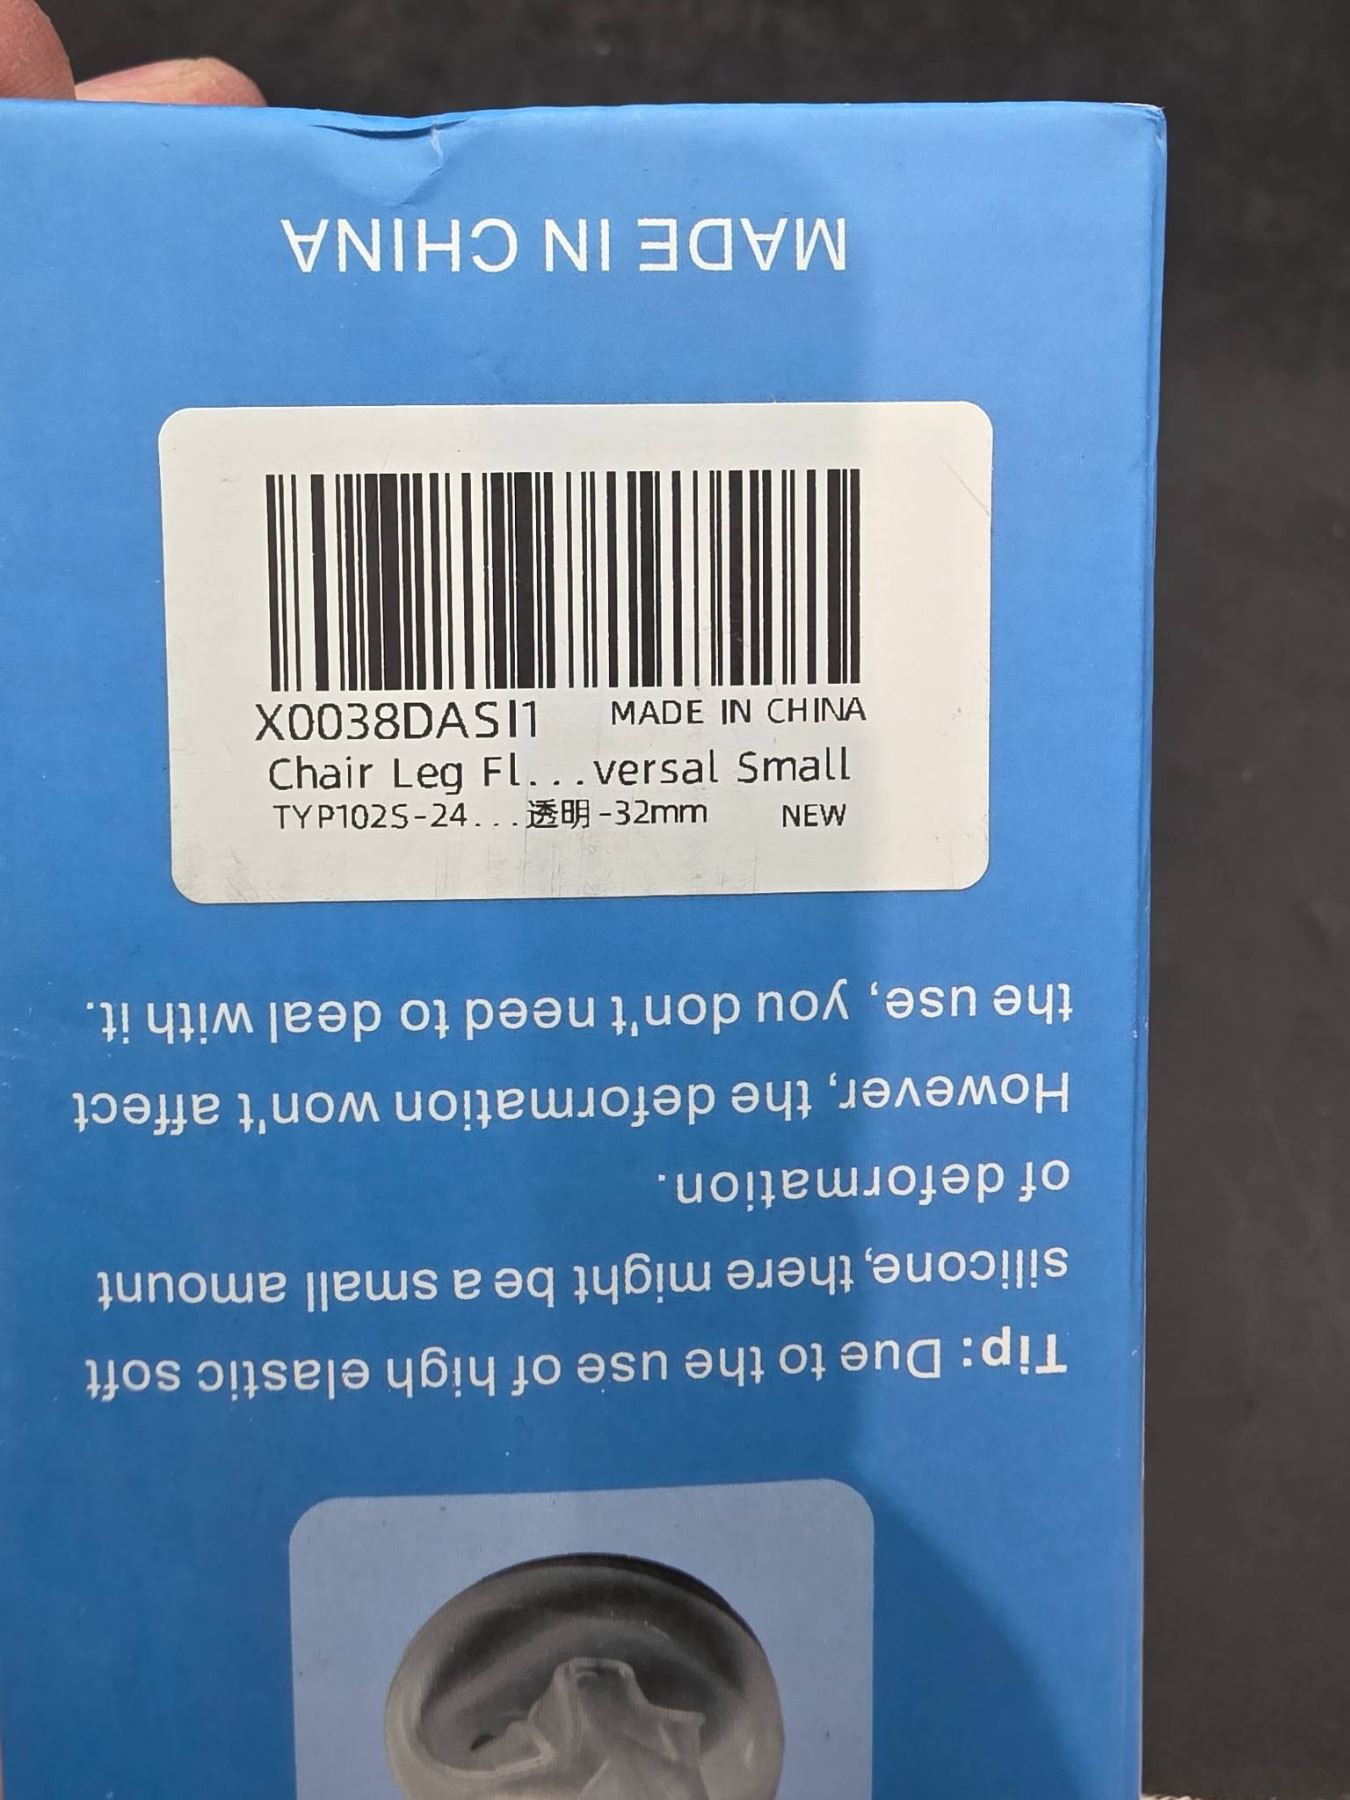 MADE IN CHINA
X0038DASI1 MADE IN CHINA
Chair Leg Fl...versal Small
TYP102S-24...透明-32mm NEW
Tip: Due to the use of high elastic soft
silicone, there might be a small amount
of deformation.
However, the deformation won't affect
the use, you don't need to deal with it.